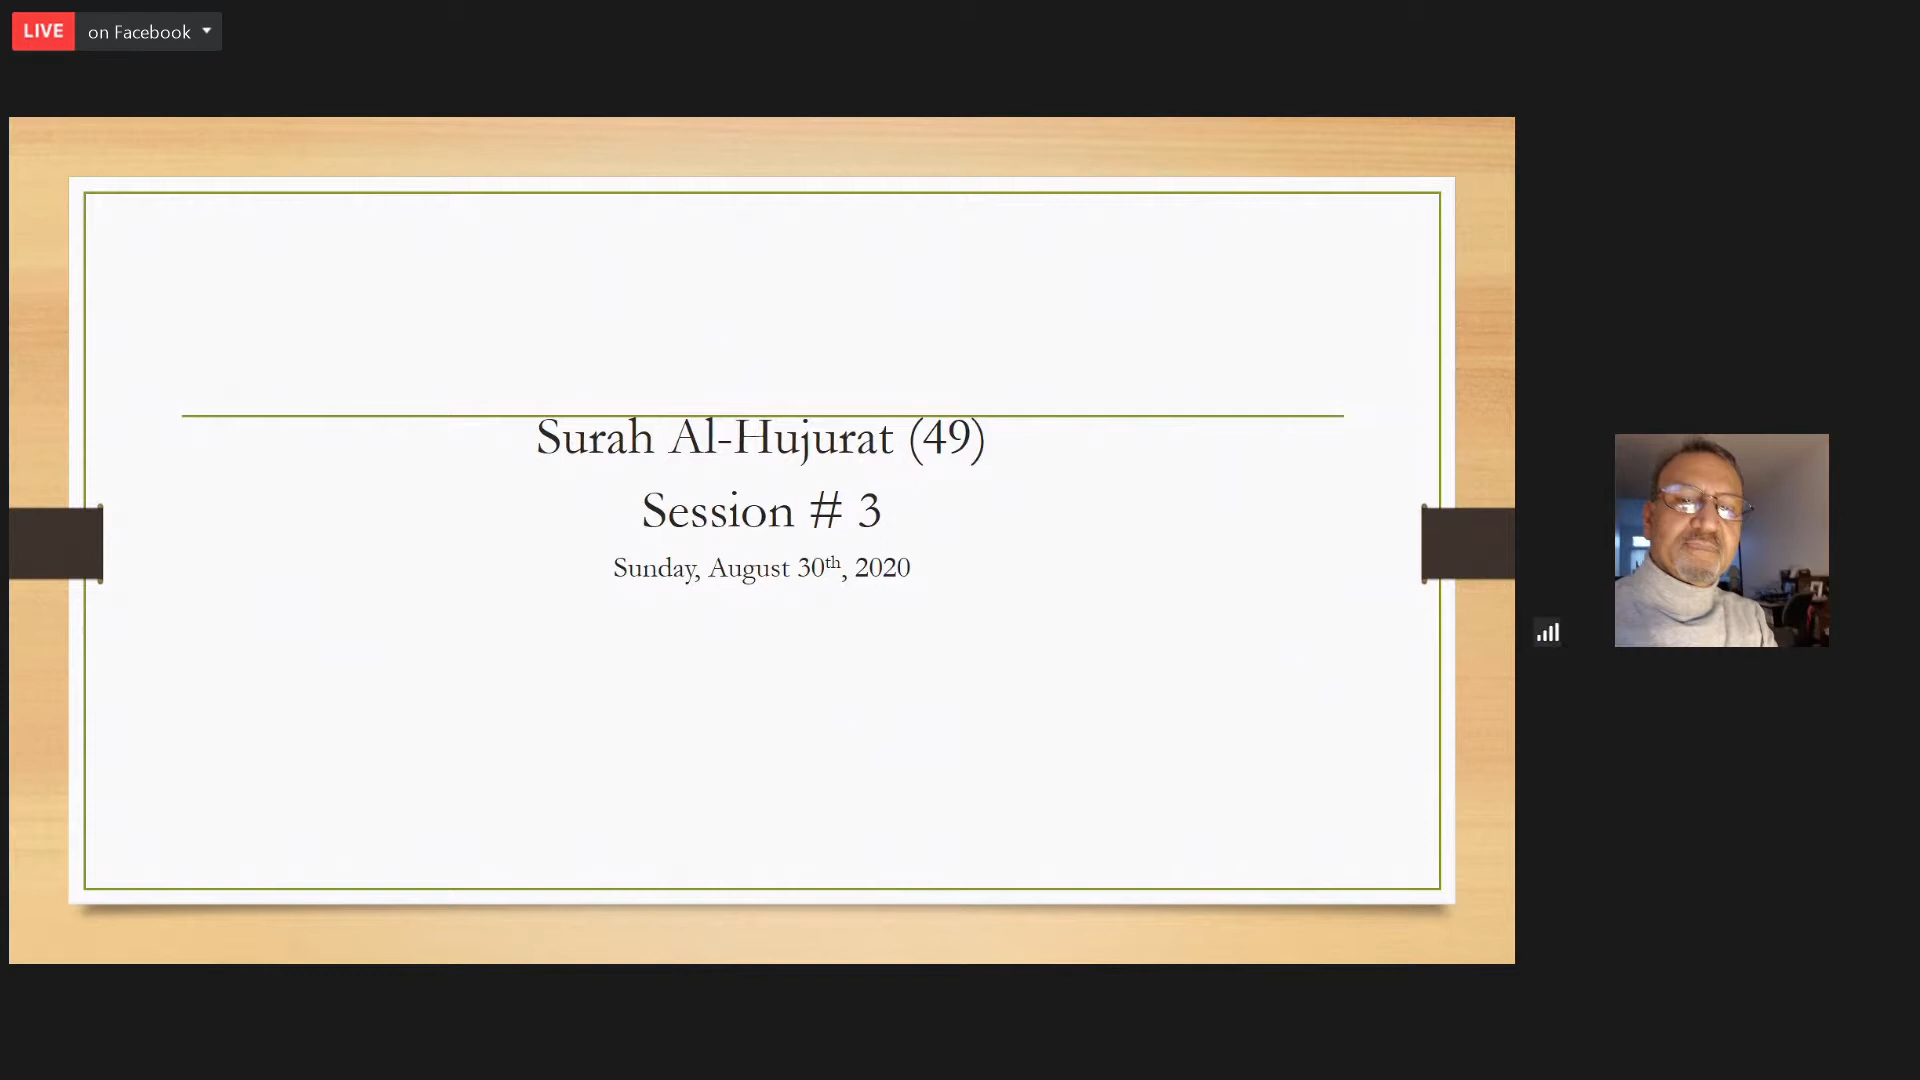 LIVE on Facebook
Surah Al-Hujurat (49)
Session # 3
Sunday, August 30th, 2020